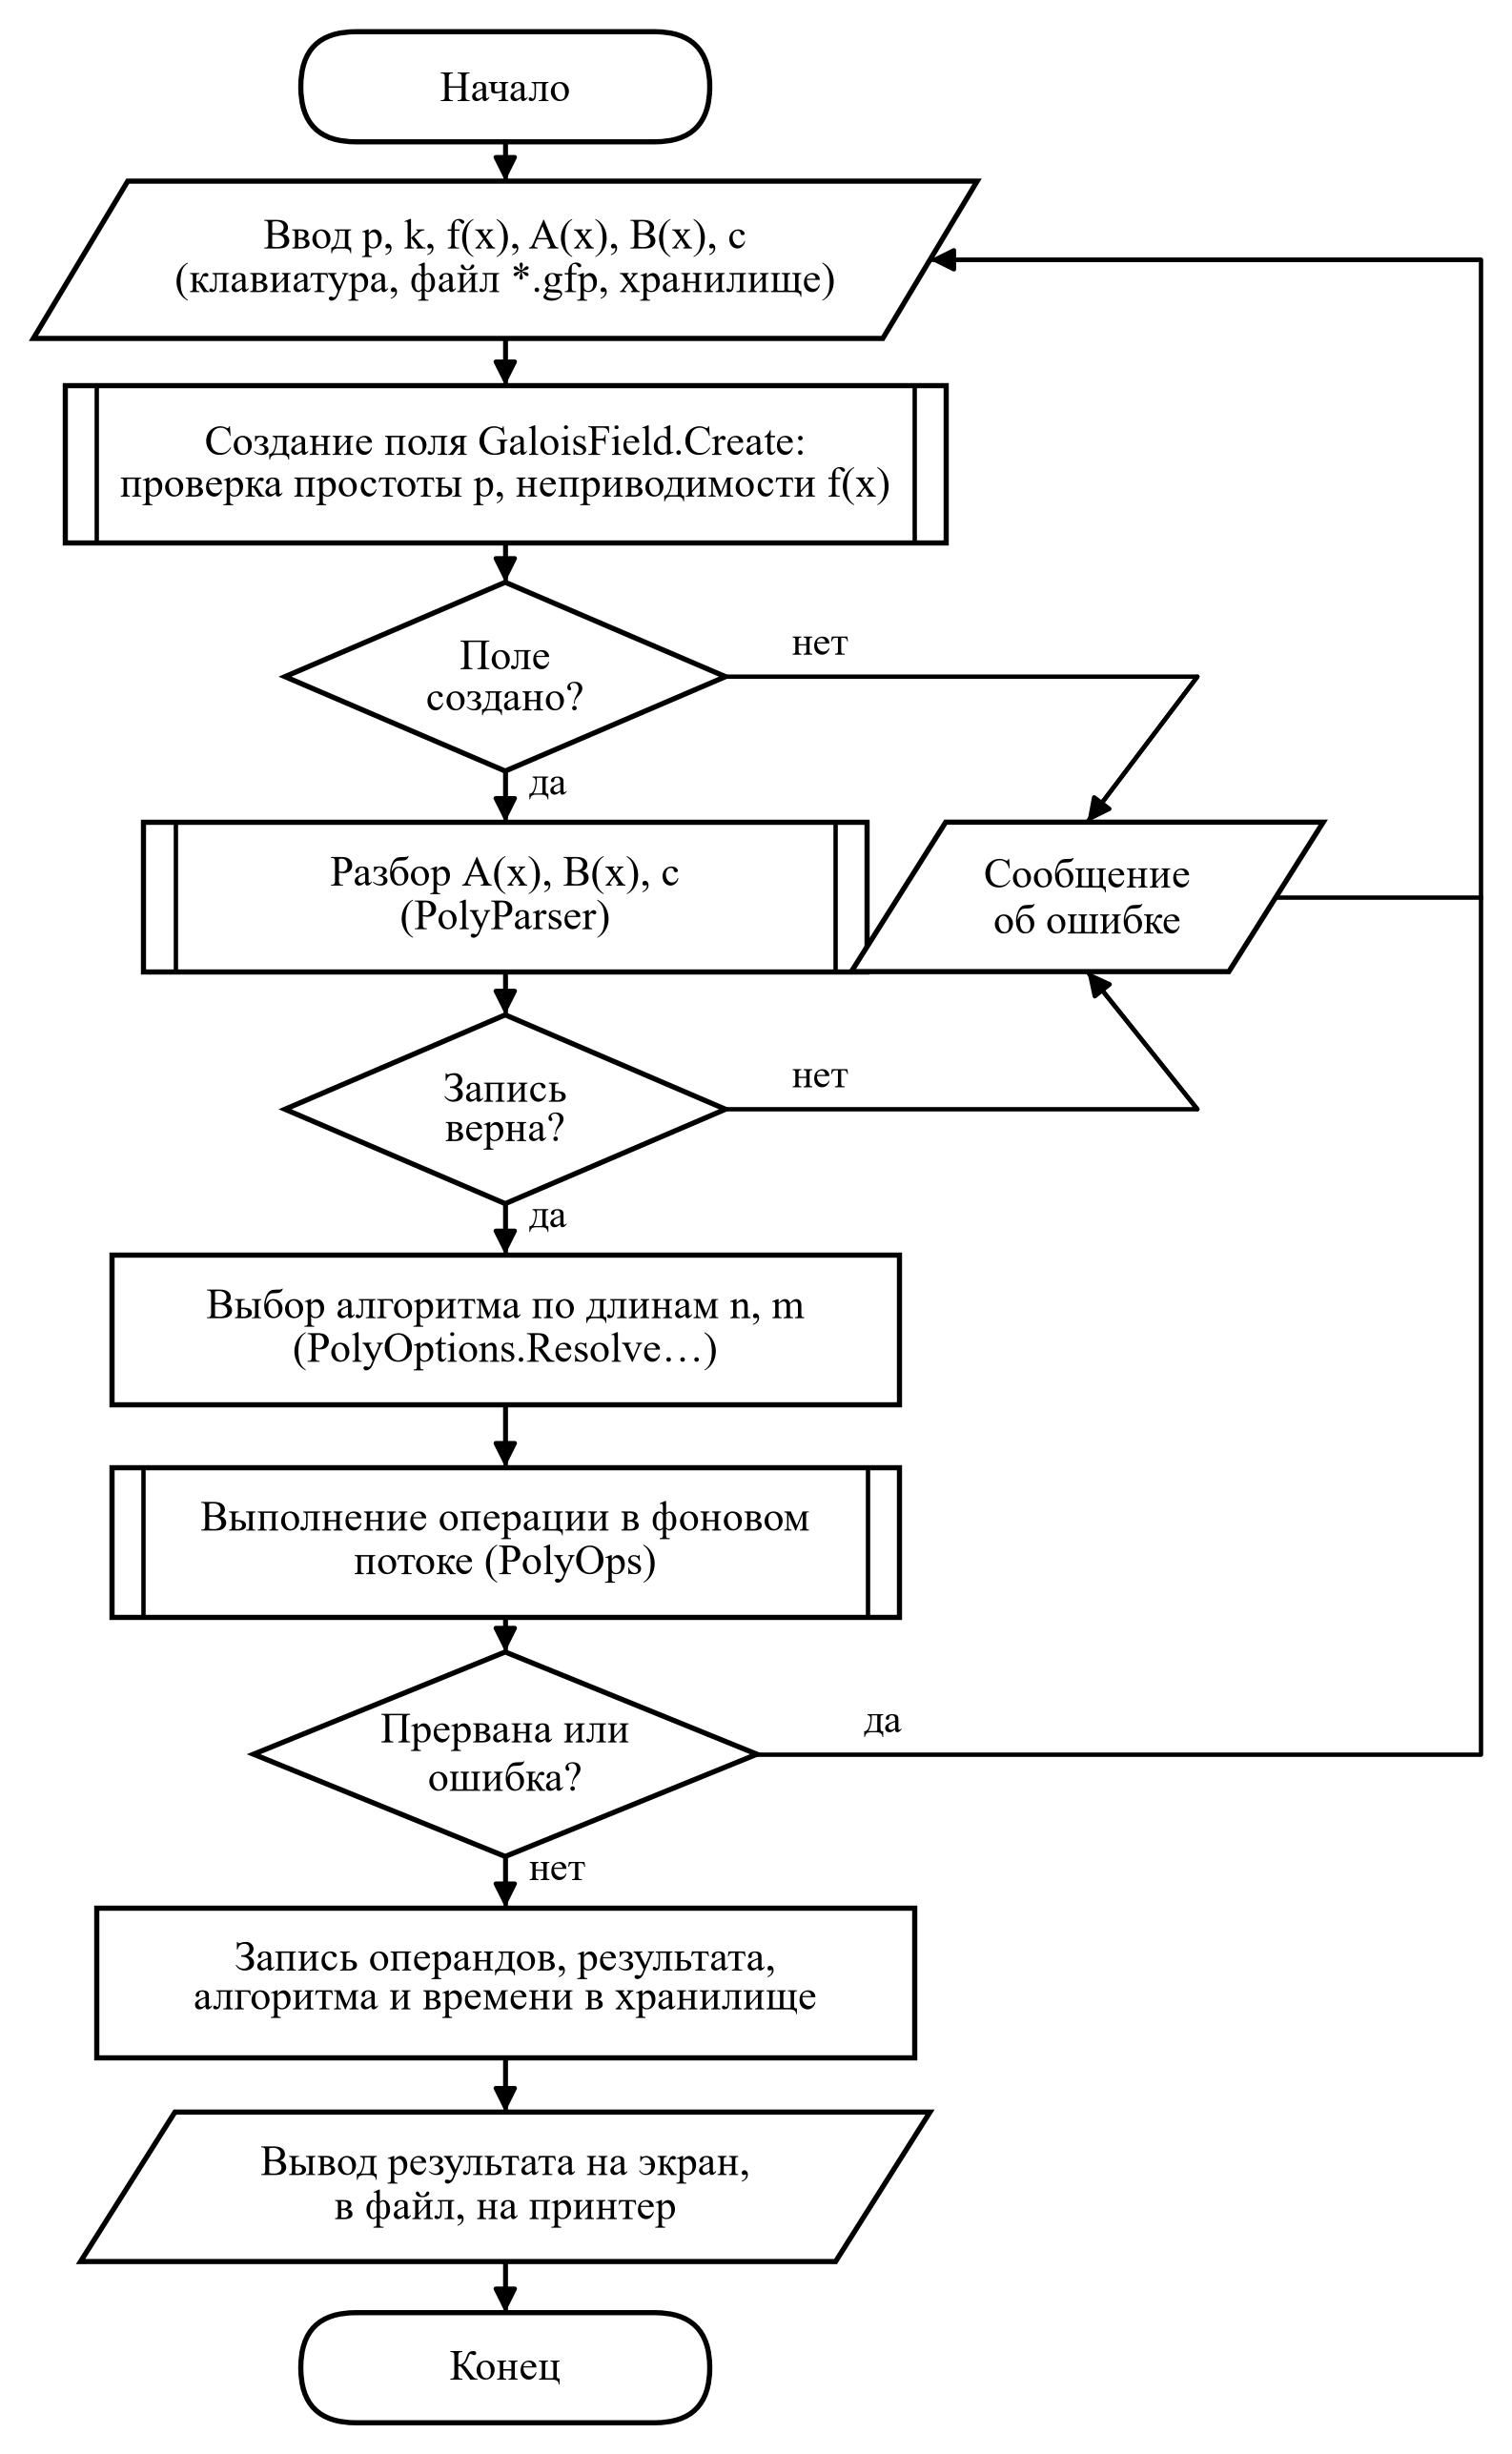 Начало
Ввод p, k, f(x), A(x), B(x), c
(клавиатура, файл *.gfp, хранилище)
Создание поля GaloisField.Create:
проверка простоты p, неприводимости f(x)
Поле
создано?
нет
да
Разбор A(x), B(x), c
(PolyParser)
Сообщение
об ошибке
Запись
верна?
нет
да
Выбор алгоритма по длинам n, m
(PolyOptions.Resolve…)
Выполнение операции в фоновом
потоке (PolyOps)
Прервана или
ошибка?
да
нет
Запись операндов, результата,
алгоритма и времени в хранилище
Вывод результата на экран,
в файл, на принтер
Конец